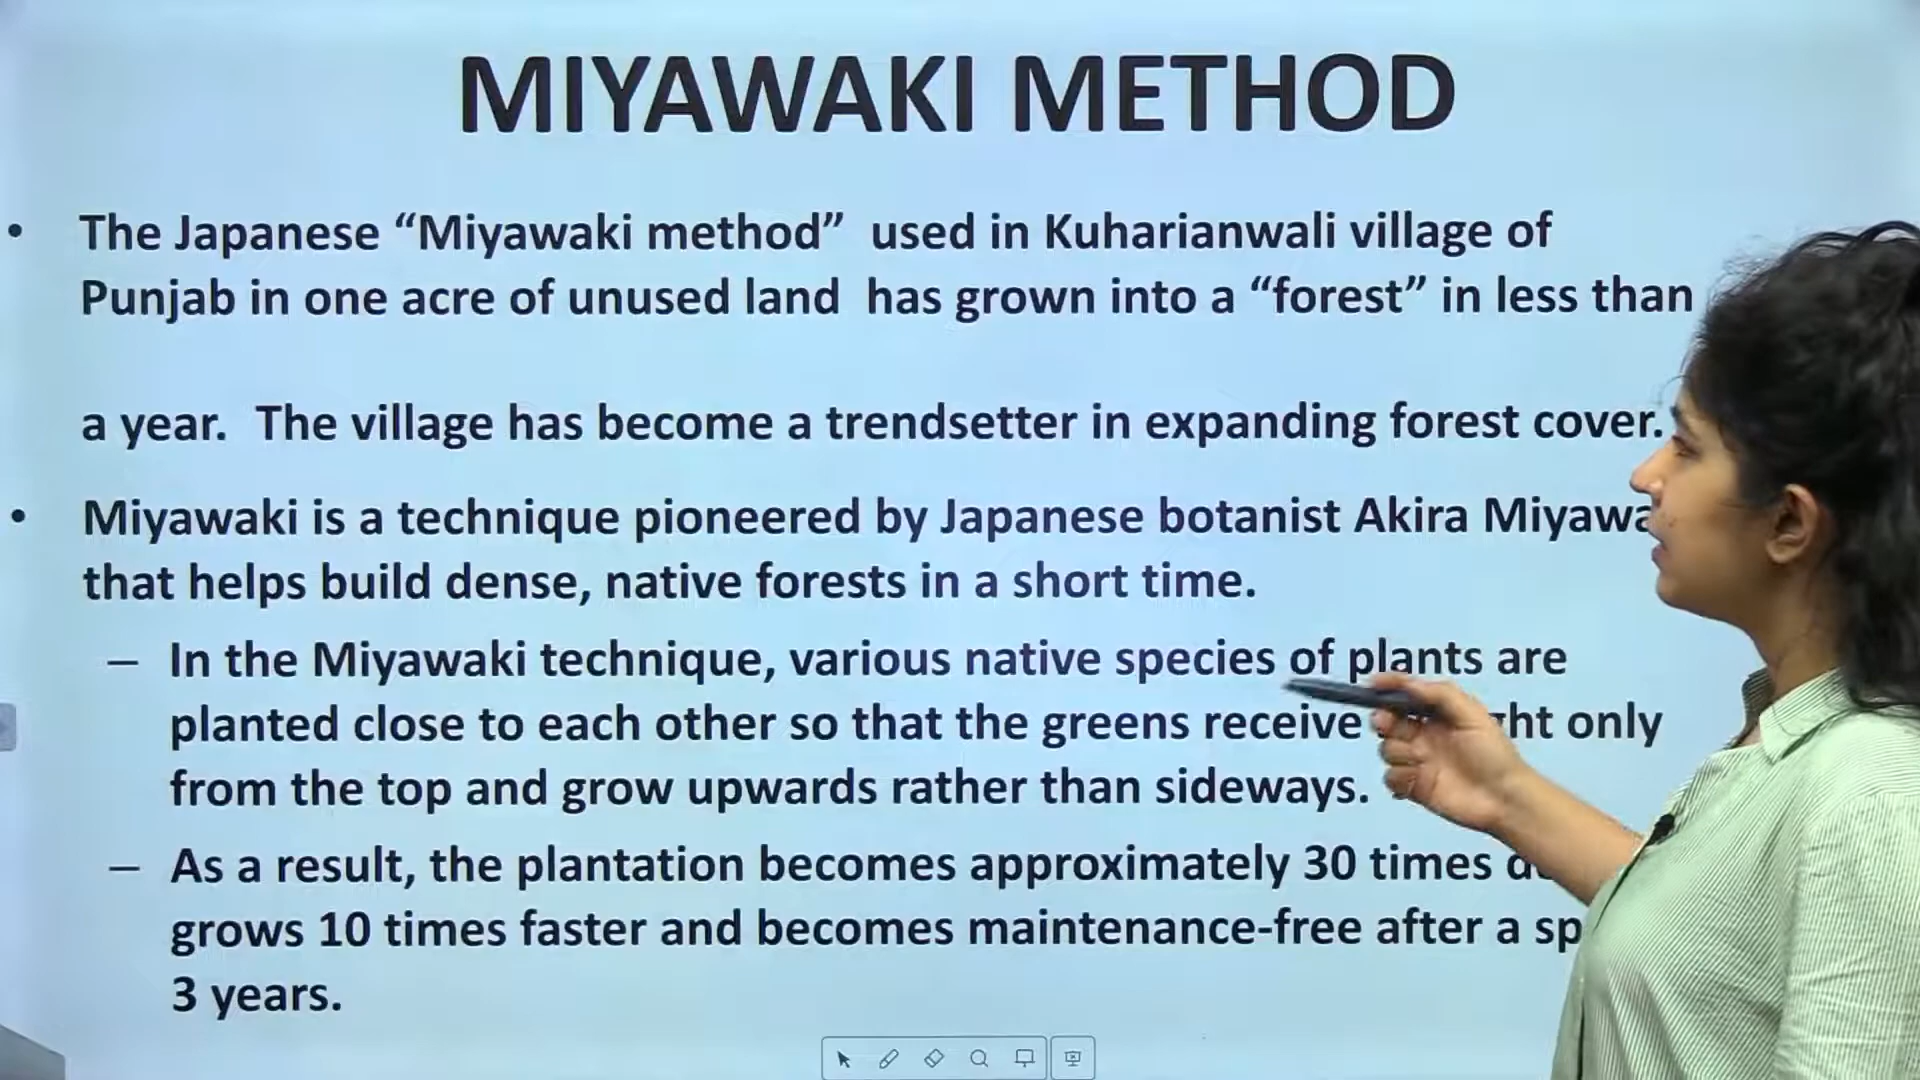 MIYAWAKI METHOD
• The Japanese “Miyawaki method” used in Kuharianwali village of
Punjab in one acre of unused land has grown into a “forest” in less than
a year. The village has become a trendsetter in expanding forest cover.
• Miyawaki is a technique pioneered by Japanese botanist Akira
that helps build dense, native forests in a short time.
– In the Miyawaki technique, various native species of plants are
planted close to each other so that the greens receive only
from the top and grow upwards rather than sideways.
– As a result, the plantation becomes approximately 30 times
grows 10 times faster and becomes maintenance-free after a
3 years.